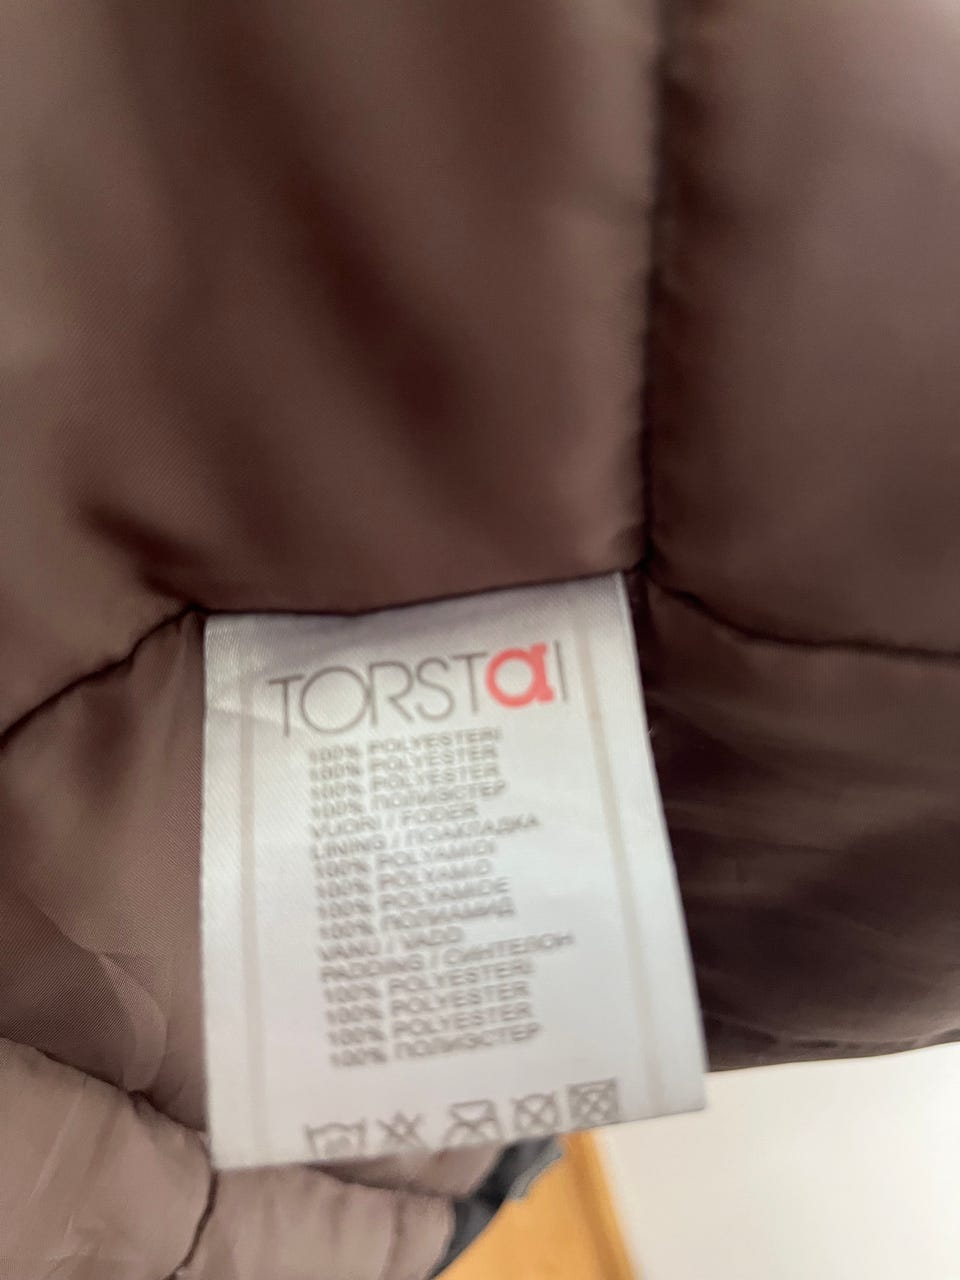 TORSTAI
100% POLYESTERI
100% POLYESTER
100% POLYESTER
100% ПОЛИЭСТЕР
VUORI / FODER
LINING / ПОДКЛАДКА
100% POLYAMIDI
100% POLYAMID
100% POLYAMIDE
100% ПОЛИАМИД
VANU / VADD
PADDING / СИНТЕПОН
100% POLYESTERI
100% POLYESTER
100% POLYESTER
100% ПОЛИЭСТЕР